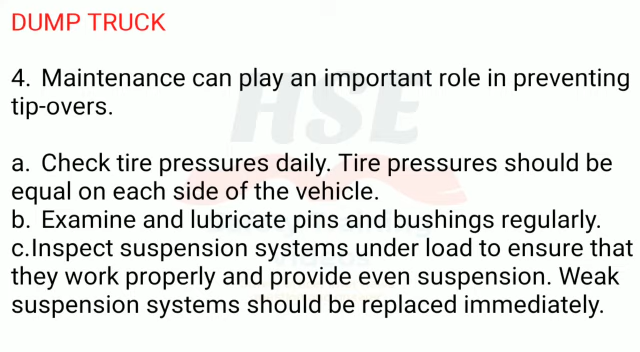 DUMP TRUCK
4. Maintenance can play an important role in preventing
tip-overs.
a. Check tire pressures daily. Tire pressures should be
equal on each side of the vehicle.
b. Examine and lubricate pins and bushings regularly.
c.Inspect suspension systems under load to ensure that
they work properly and provide even suspension. Weak
suspension systems should be replaced immediately.
HSE